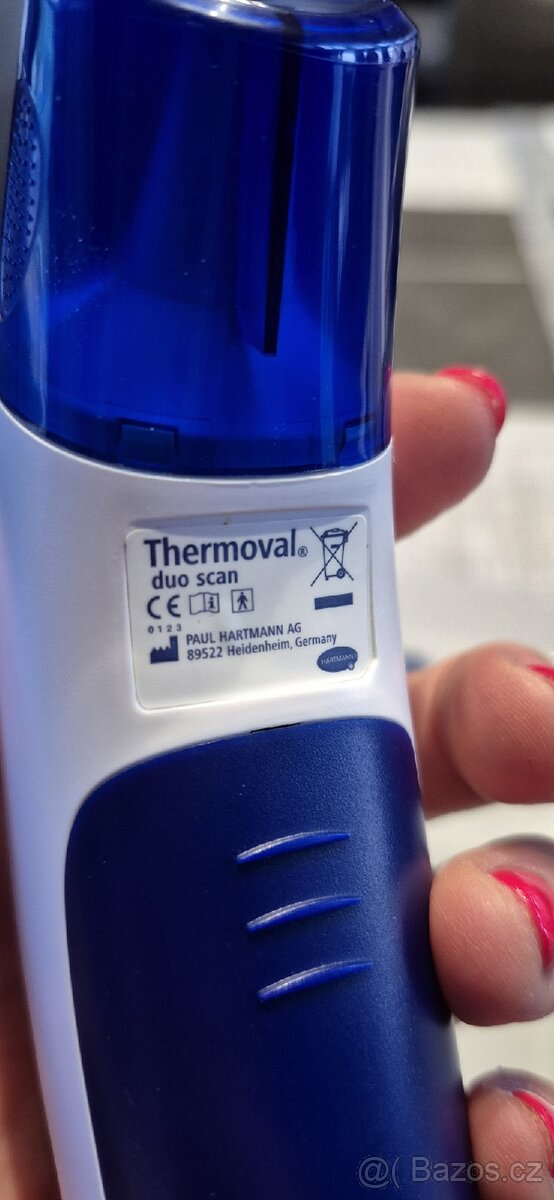 Thermoval®
duo scan
CE
0123
PAUL HARTMANN AG
89522 Heidenheim, Germany
HARTMANN
@( Bazos.cz